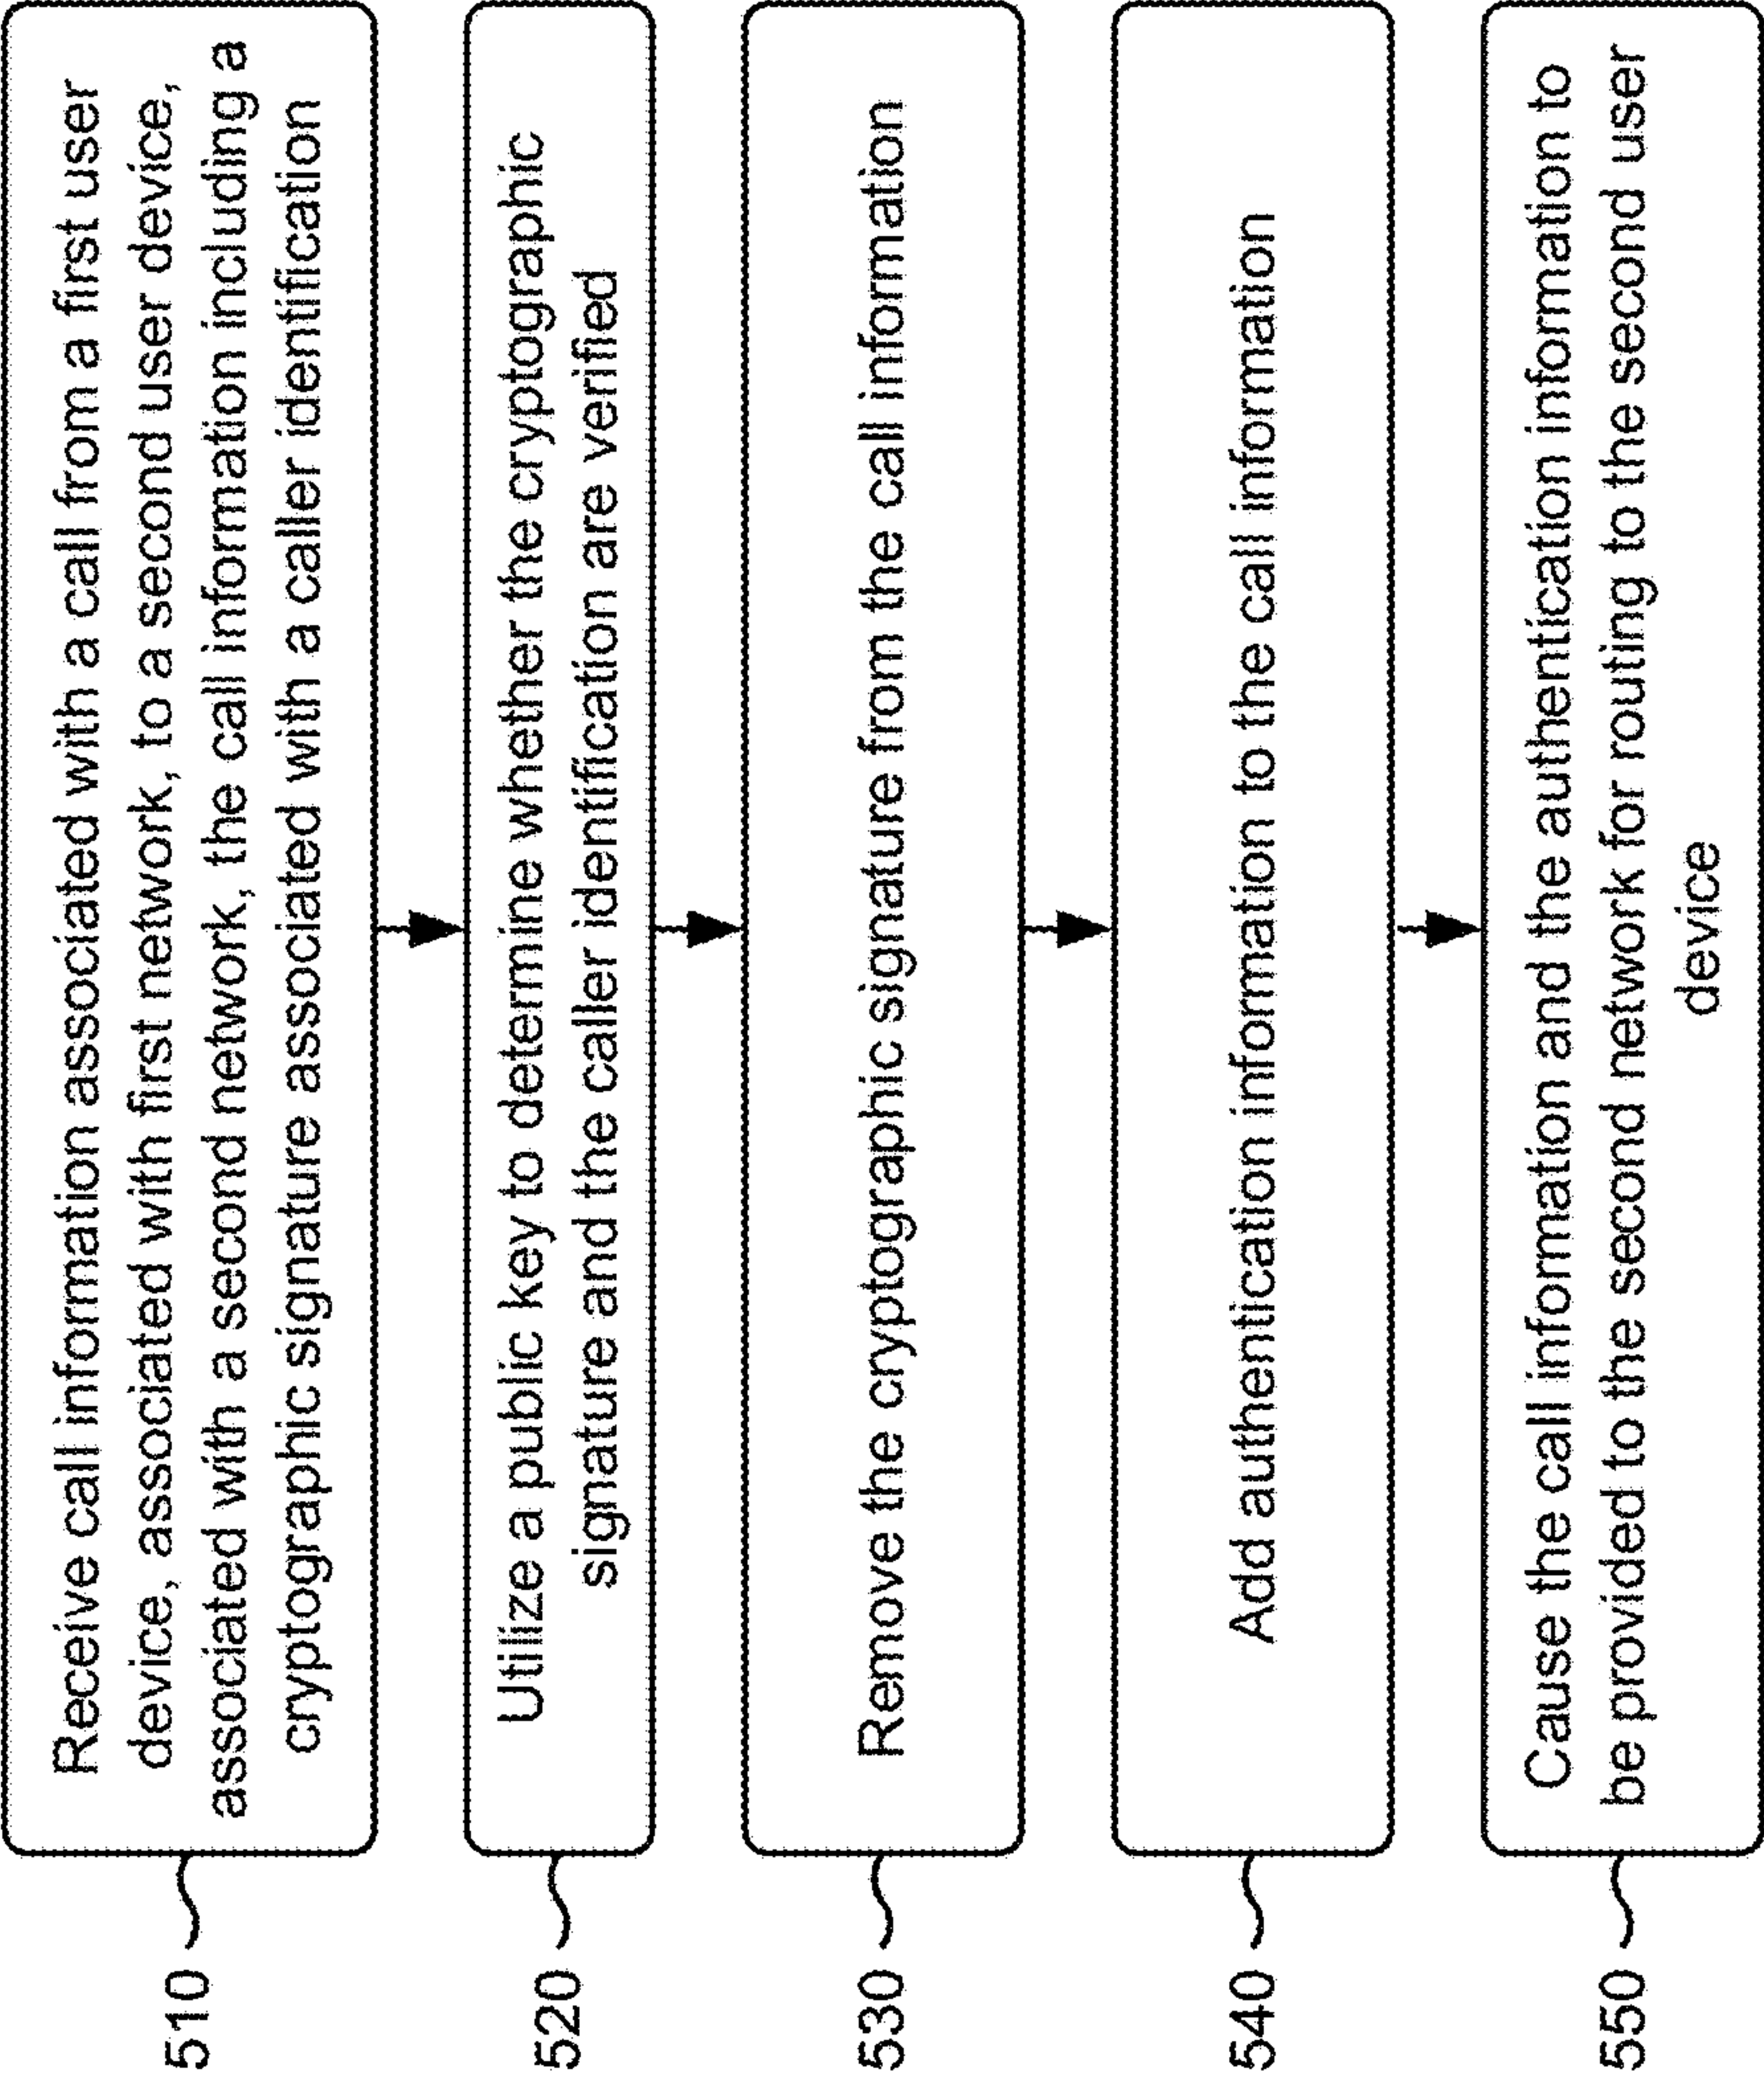 510
Receive call information associated with a call from a first user
device, associated with first network, to a second user device,
associated with a second network, the call information including a
cryptographic signature associated with a caller identification
520
Utilize a public key to determine whether the cryptographic
signature and the caller identification are verified
530
Remove the cryptographic signature from the call information
540
Add authentication information to the call information
550
Cause the call information and the authentication information to
be provided to the second network for routing to the second user
device